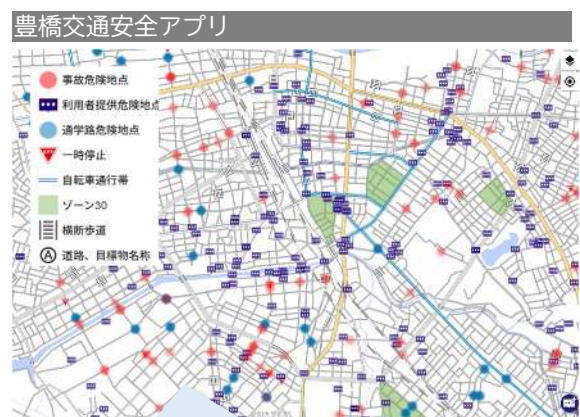 豊橋交通安全アプリ
事故危険地点
利用者提供危険地点
通学路危険地点
一時停止
自転車通行帯
ゾーン30
横断歩道
A 道路、目標物名称